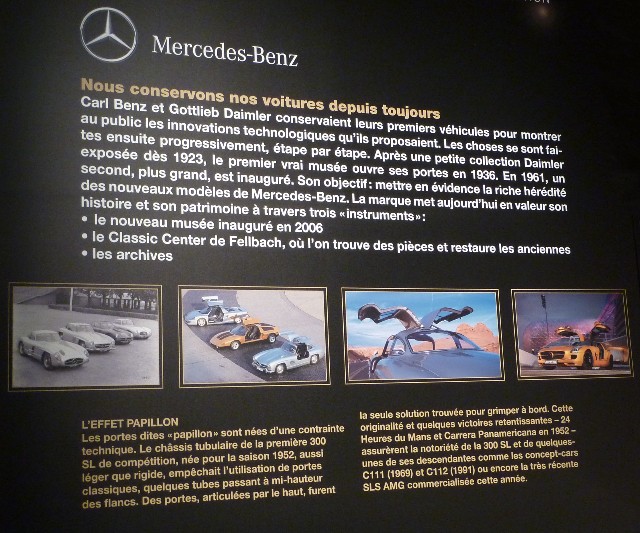 Mercedes-Benz
Nous conservons nos voitures depuis toujours
Carl Benz et Gottlieb Daimler conservaient leurs premiers véhicules pour montrer
au public les innovations technologiques qu'ils proposaient. Les choses se sont fai-
tes ensuite progressivement, étape par étape. Après une petite collection Daimler
exposée dès 1923, le premier vrai musée ouvre ses portes en 1936. En 1961, un
second, plus grand, est inauguré. Son objectif : mettre en évidence la riche hérédité
des nouveaux modèles de Mercedes-Benz. La marque met aujourd'hui en valeur son
histoire et son patrimoine à travers trois «instruments» :
• le nouveau musée inauguré en 2006
• le Classic Center de Fellbach, où l'on trouve des pièces et restaure les anciennes
• les archives
L'EFFET PAPILLON
Les portes dites «papillon» sont nées d'une contrainte
technique. Le châssis tubulaire de la première 300
SL de compétition, née pour la saison 1952, aussi
léger que rigide, empêchait l'utilisation de portes
classiques, quelques tubes passant à mi-hauteur
des flancs. Des portes, articulées par le haut, furent
la seule solution trouvée pour grimper à bord. Cette
originalité et quelques victoires retentissantes – 24
Heures du Mans et Carrera Panamericana en 1952 –
assurèrent la notoriété de la 300 SL et de quelques-
unes de ses descendantes comme les concept-cars
C111 (1969) et C112 (1991) ou encore la très récente
SLS AMG commercialisée cette année.